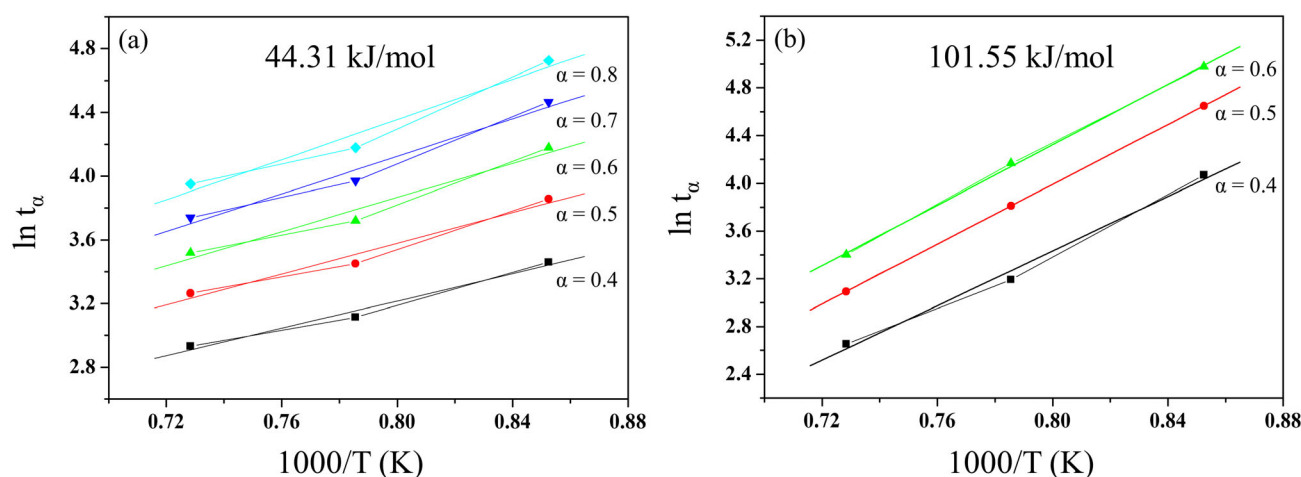 (a)
44.31 kJ/mol
4.8
4.4
4.0
3.6
3.2
2.8
ln tα
α = 0.8
α = 0.7
α = 0.6
α = 0.5
α = 0.4
0.72 0.76 0.80 0.84 0.88
1000/T (K)
(b)
101.55 kJ/mol
5.2
4.8
4.4
4.0
3.6
3.2
2.8
2.4
ln tα
α = 0.6
α = 0.5
α = 0.4
0.72 0.76 0.80 0.84 0.88
1000/T (K)